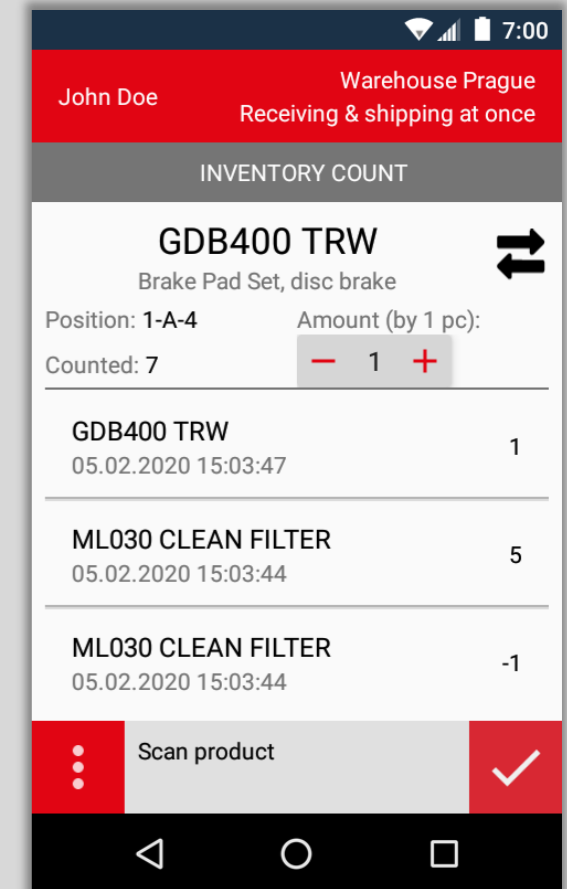 7:00
John Doe
Warehouse Prague
Receiving & shipping at once
INVENTORY COUNT
GDB400 TRW
Brake Pad Set, disc brake
Position: 1-A-4
Amount (by 1 pc):
Counted: 7
− 1 +
GDB400 TRW
05.02.2020 15:03:47
1
ML030 CLEAN FILTER
05.02.2020 15:03:44
5
ML030 CLEAN FILTER
05.02.2020 15:03:44
-1
Scan product